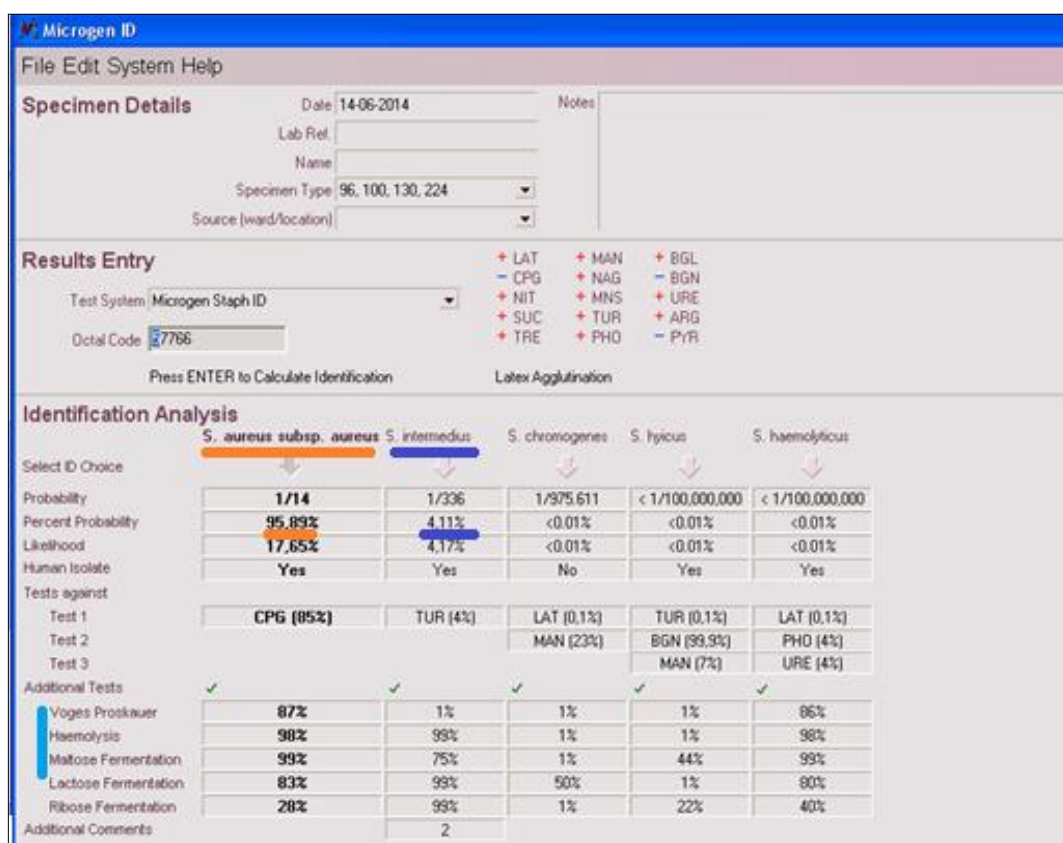 Microgen ID
File Edit System Help
Specimen Details
Date 14-06-2014
Notes
Lab Ref.
Name
Specimen Type 96, 100, 130, 224
Source (ward/location)
Results Entry
+ LAT + MAN + BGL
- CPG + NAG - BGN
Test System Microgen Staph ID + NIT + MNS + URE
+ SUC + TUR + ARG
Octal Code 7766 + TRE + PHO - PYR
Press ENTER to Calculate Identification Latex Agglutination
Identification Analysis
S. aureus subsp. aureus S. intermedius S. chromogenes S. hyicus S. haemolyticus
Select ID Choice
Probability 1/14 1/336 1/975.611 < 1/100,000,000 < 1/100,000,000
Percent Probability 95,89% 4,11% <0.01% <0.01% <0.01%
Likelihood 17,65% 4,17% <0.01% <0.01% <0.01%
Human Isolate Yes Yes No Yes Yes
Tests against
Test 1 CPG (85%) TUR (4%) LAT (0,1%) TUR (0,1%) LAT (0,1%)
Test 2 MAN (23%) BGN (99,9%) PHO (4%)
Test 3 MAN (7%) URE (4%)
Additional Tests
Voges Proskauer 87% 1% 1% 1% 86%
Haemolysis 98% 99% 1% 1% 98%
Maltose Fermentation 99% 75% 1% 44% 99%
Lactose Fermentation 83% 99% 50% 1% 80%
Ribose Fermentation 28% 99% 1% 22% 40%
Additional Comments 2